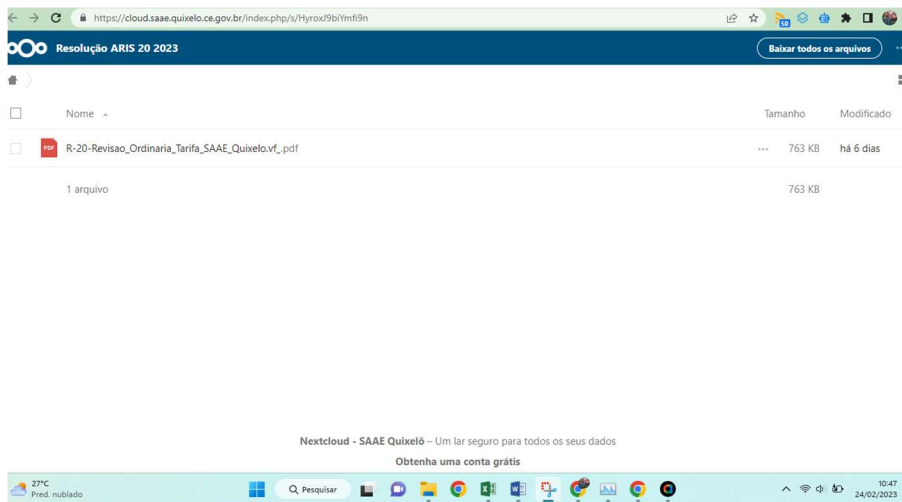 https://cloud.saae.quixelo.ce.gov.br/index.php/s/HyroxJ9biYmfi9n
50
Resolução ARIS 20 2023
Baixar todos os arquivos
Nome
Tamanho
Modificado
PDF
R-20-Revisao_Ordinaria_Tarifa_SAAE_Quixelo.vf_.pdf
763 KB
há 6 dias
1 arquivo
763 KB
Nextcloud - SAAE Quixelô – Um lar seguro para todos os seus dados
Obtenha uma conta grátis
27°C
Pred. nublado
Pesquisar
10:47
24/02/2023